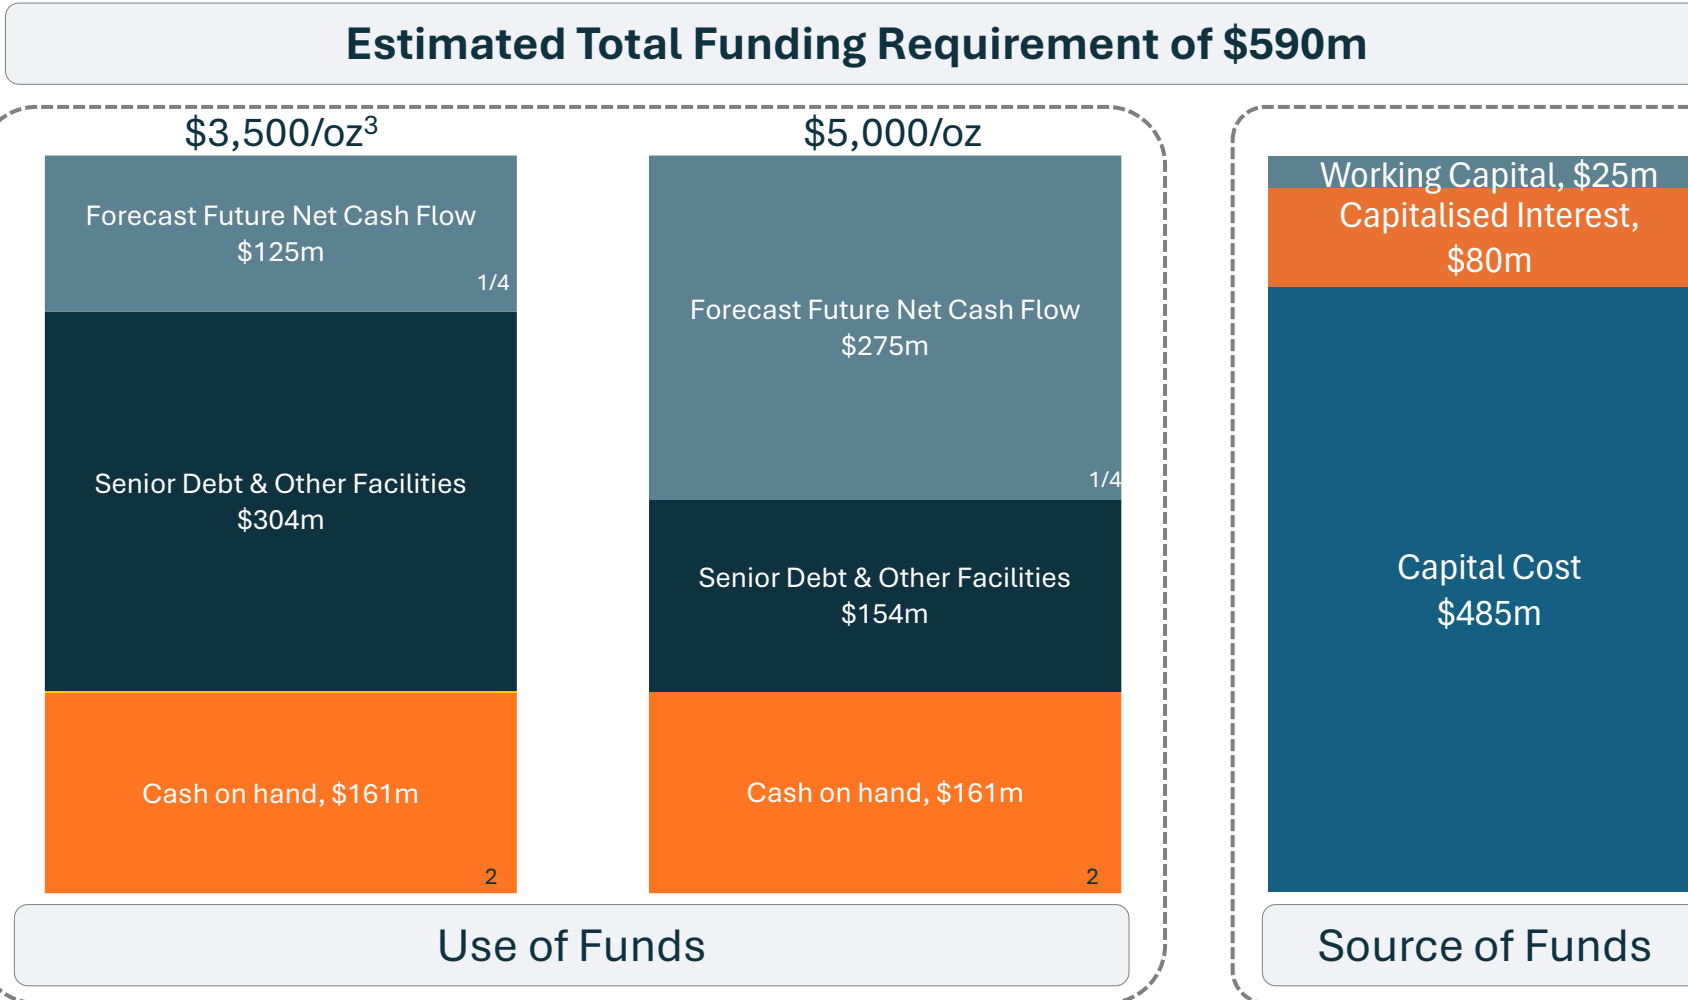 Estimated Total Funding Requirement of $590m
$3,500/oz³
Forecast Future Net Cash Flow
$125m
1/4
Senior Debt & Other Facilities
$304m
Cash on hand, $161m
2
$5,000/oz
Forecast Future Net Cash Flow
$275m
1/4
Senior Debt & Other Facilities
$154m
Cash on hand, $161m
2
Use of Funds
Working Capital, $25m
Capitalised Interest,
$80m
Capital Cost
$485m
Source of Funds